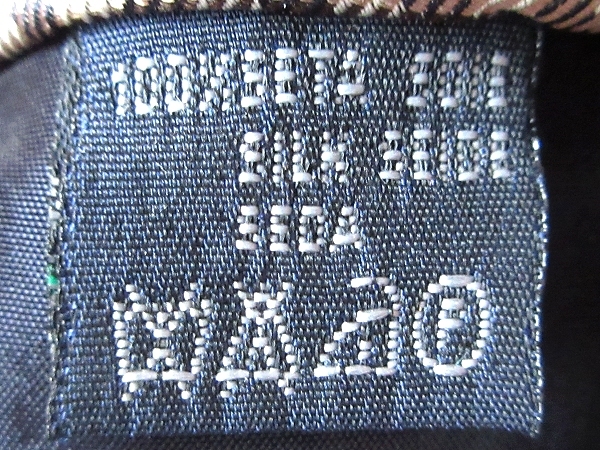 100%SETA SOIE
SILK SEIDE
SEDA
P